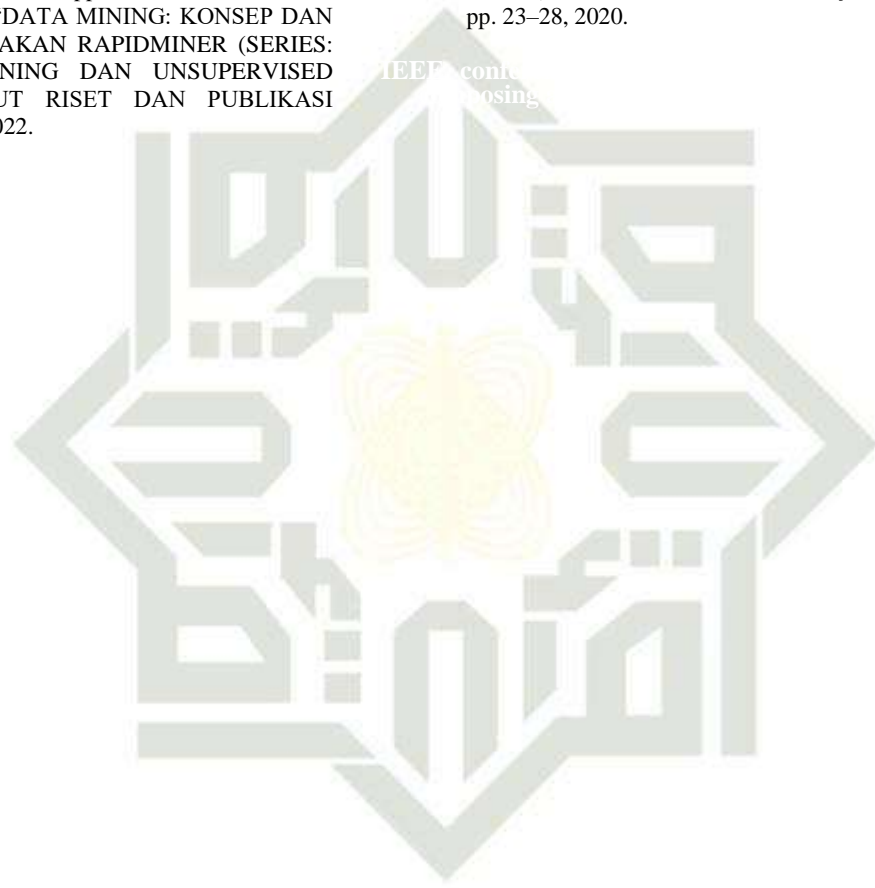 DATA MINING: KONSEP DAN
AKAN RAPIDMINER (SERIES:
NING DAN UNSUPERVISED
UT RISET DAN PUBLIKASI
022.
pp. 23–28, 2020.
IEEE